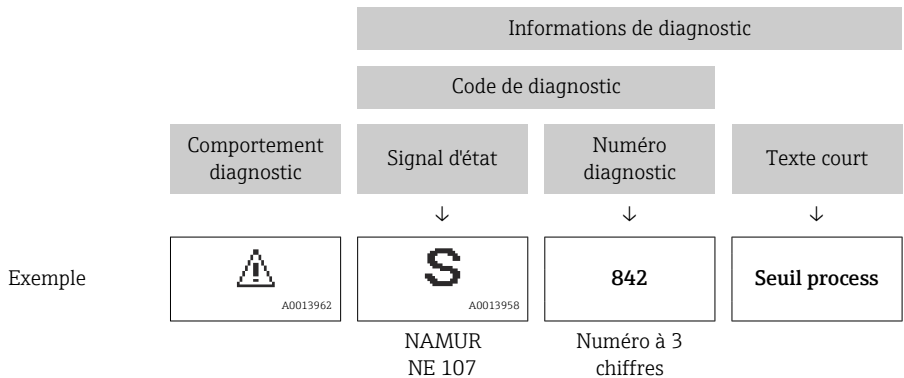 Informations de diagnostic
Code de diagnostic
Comportement
diagnostic
Signal d'état
Numéro
diagnostic
Texte court
↓ ↓ ↓
Exemple
A0013962
S
A0013958
842
Seuil process
NAMUR
NE 107
Numéro à 3
chiffres